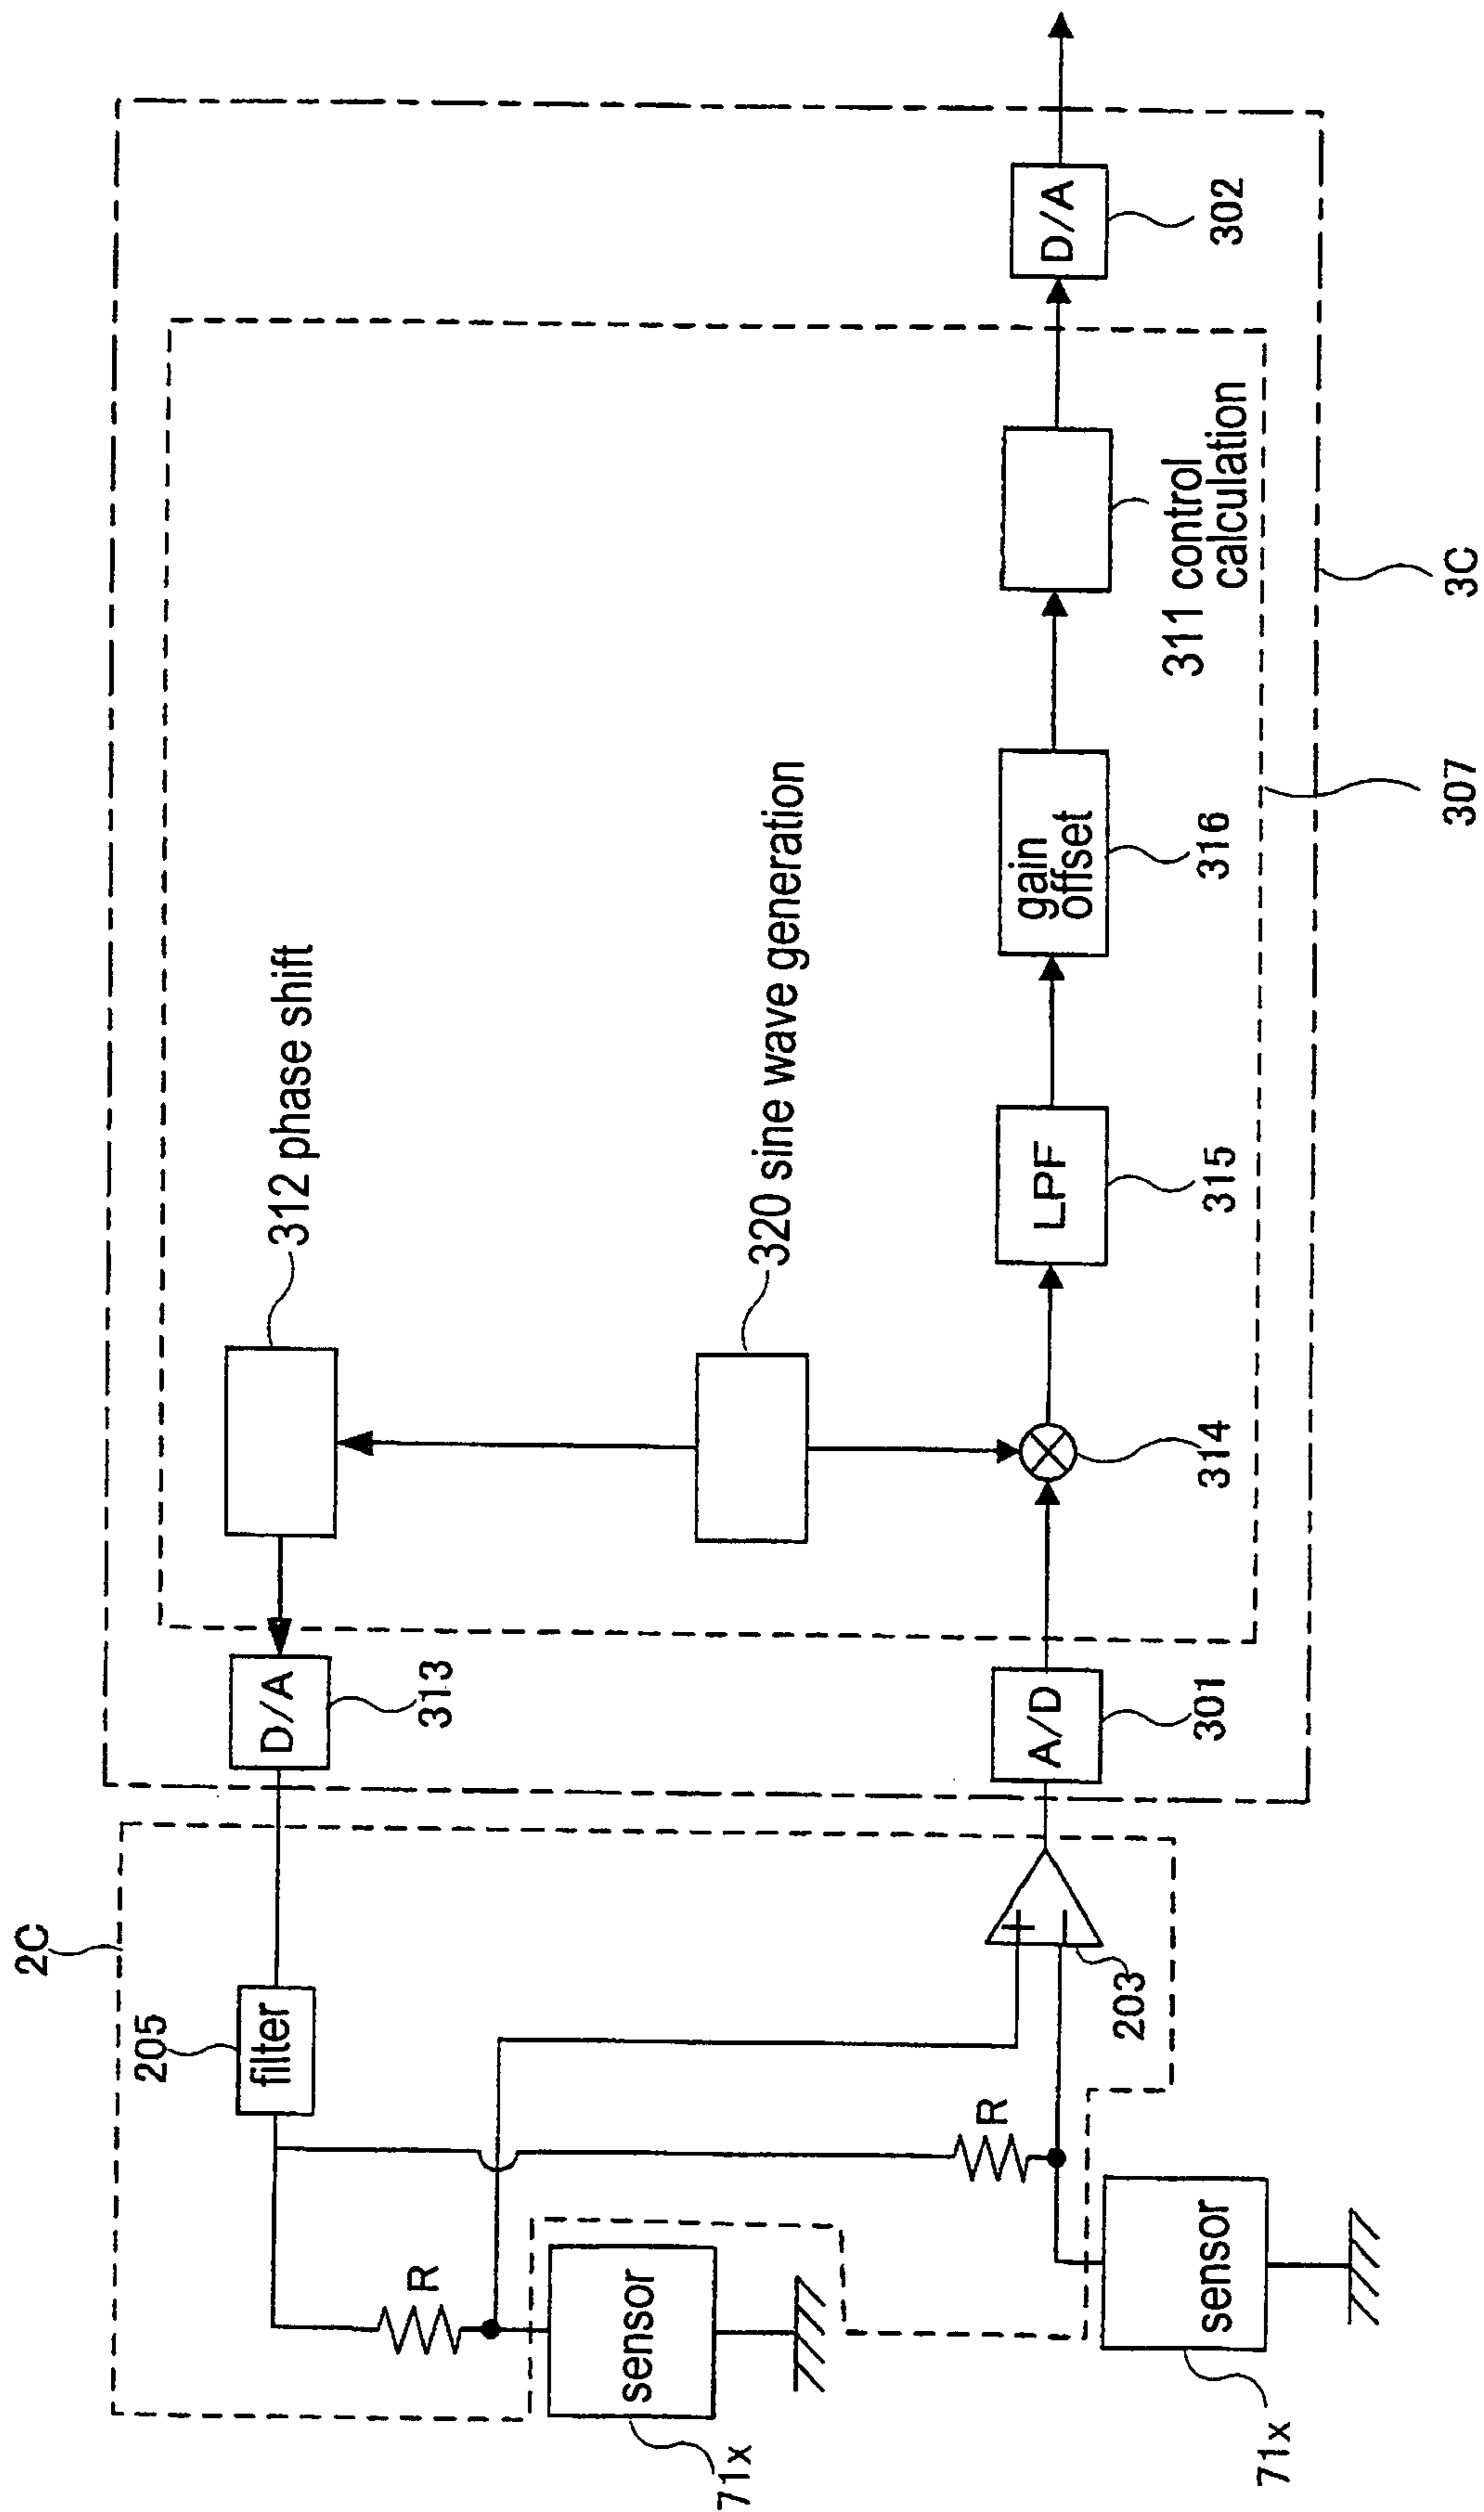 2C
205
filter
R
R
+
−
203
sensor
71x
sensor
71x
D/A
313
312 phase shift
320 sine wave generation
A/D
301
314
LPF
315
gain
offset
316
311 control
calculation
D/A
302
307
3C